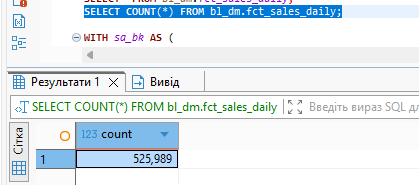 SELECT COUNT(*) FROM bl_dm.fct_sales_daily;
WITH sa_bk AS (
Результати 1
Вивід
SELECT COUNT(*) FROM bl_dm.fct_sales_daily
Введіть вираз SQL дл
Сітка
123 count
1 525,989